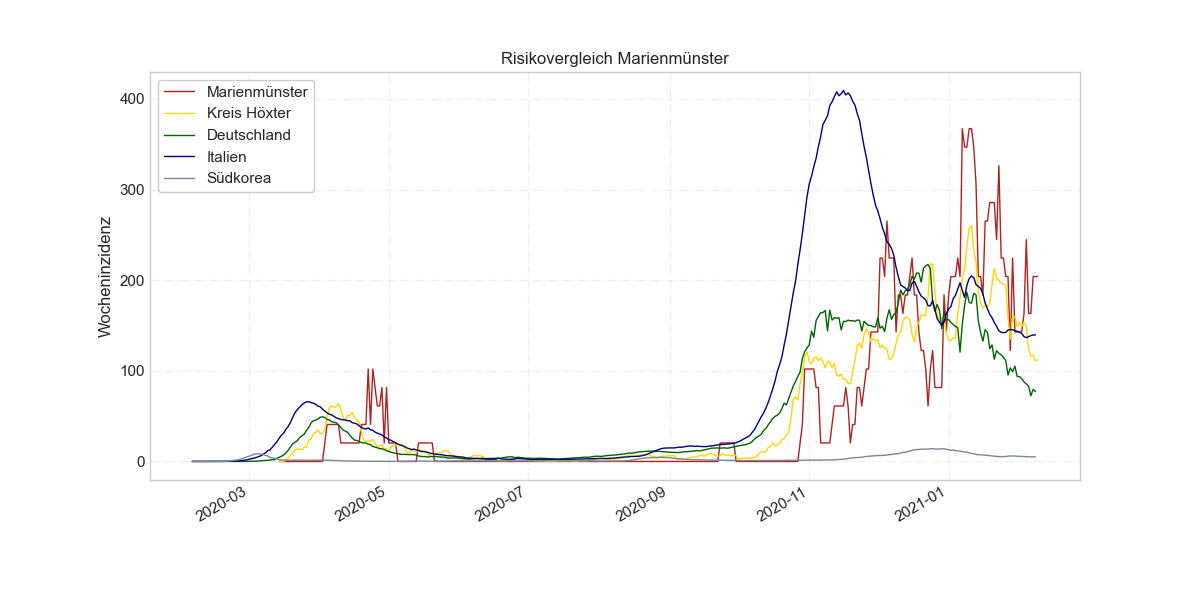 Risikovergleich Marienmünster
Marienmünster
Kreis Höxter
Deutschland
Italien
Südkorea
Wocheninzidenz
400
300
200
100
0
2020-03
2020-05
2020-07
2020-09
2020-11
2021-01